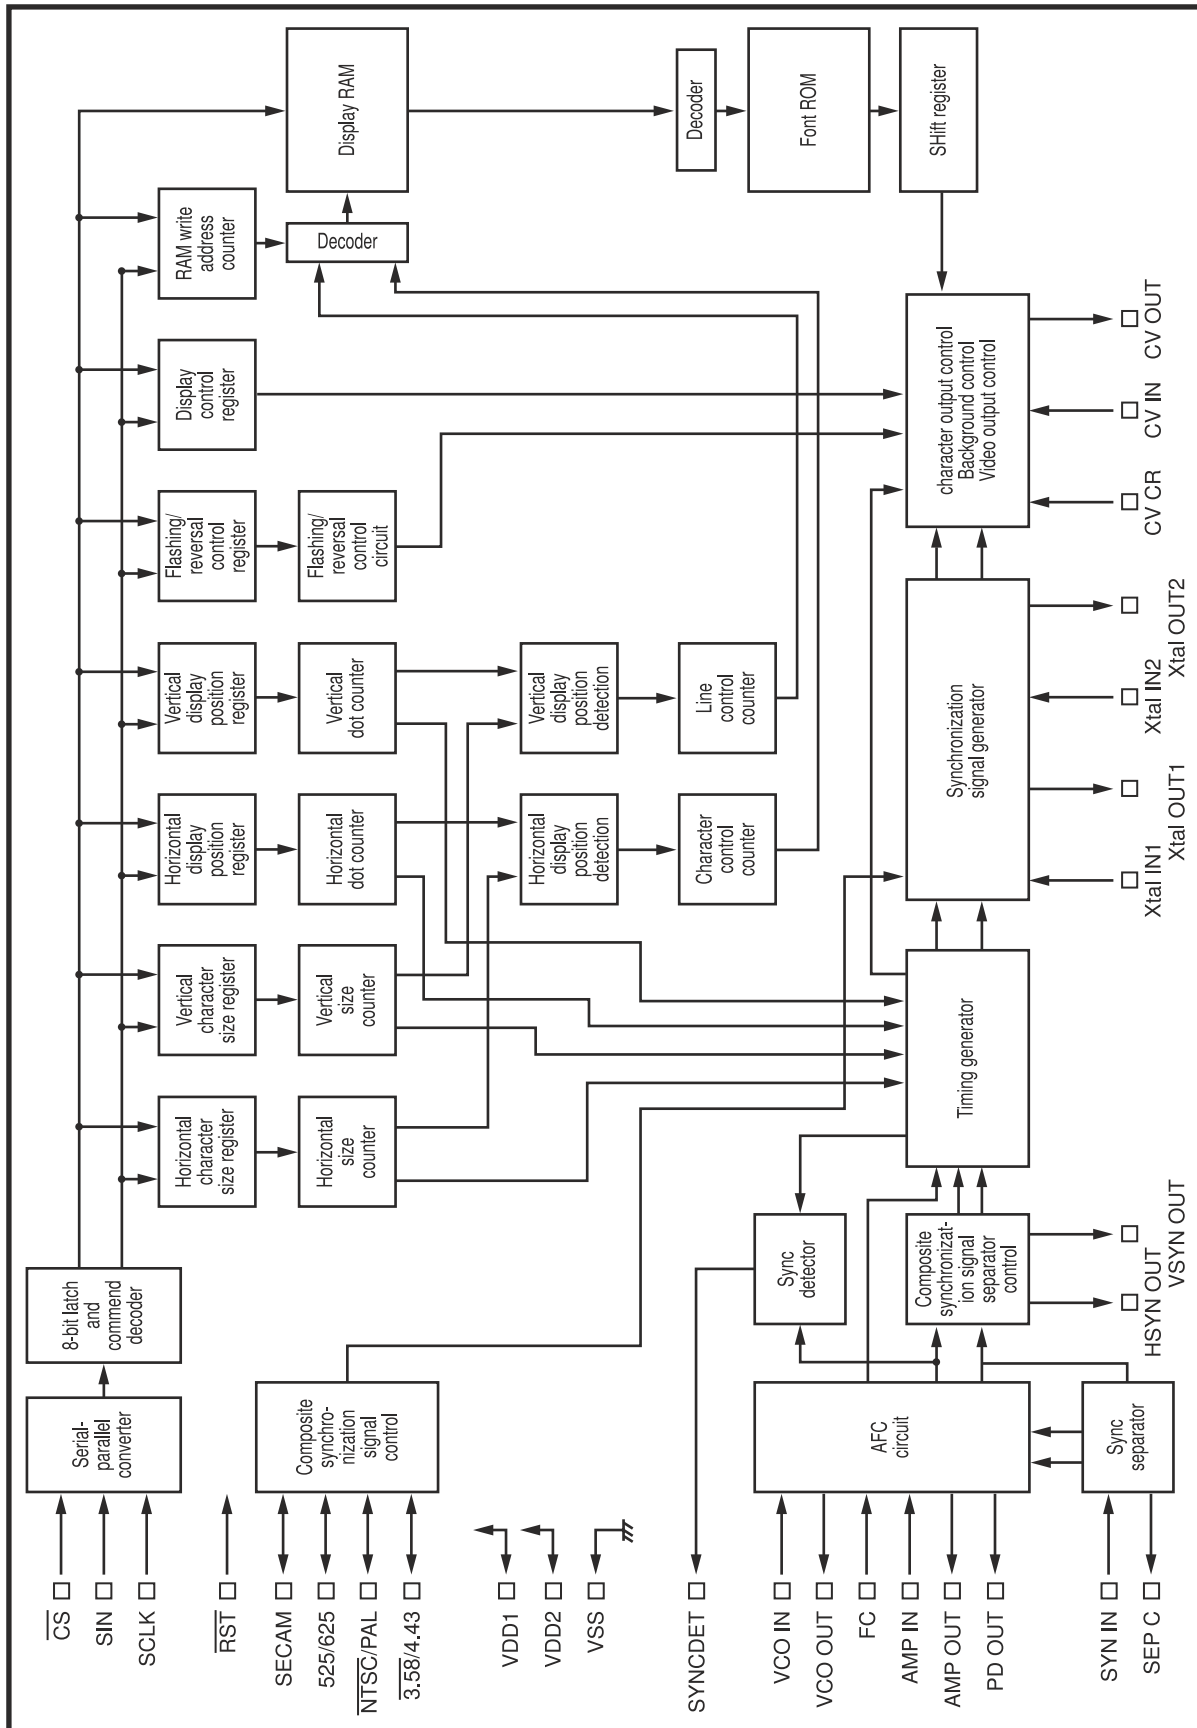 CS
SIN
SCLK
RST
SECAM
525/625
NTSC/PAL
3.58/4.43
VDD1
VDD2
VSS
SYNCDET
VCO IN
VCO OUT
FC
AMP IN
AMP OUT
PD OUT
SYN IN
SEP C
Serial-
parallel
converter
8-bit latch
and
commend
decoder
Composite
synchro-
nization
signal
control
AFC
circuit
Sync
separator
Sync
detector
Composite
synchronizat-
ion signal
separator
control
HSYN OUT
VSYN OUT
Horizontal
character
size register
Horizontal
size
counter
Vertical
character
size register
Vertical
size
counter
Timing generator
Horizontal
display
position
register
Horizontal
dot counter
Horizontal
display
position
detection
Character
control
counter
Vertical
display
position
register
Vertical
dot counter
Vertical
display
position
detection
Line
control
counter
Synchronization
signal generator
Xtal IN1
Xtal OUT1
Xtal IN2
Xtal OUT2
Flashing/
reversal
control
register
Flashing/
reversal
control
circuit
Display
control
register
character output control
Background control
Video output control
CV CR
CV IN
CV OUT
RAM write
address
counter
Decoder
Display RAM
Decoder
Font ROM
SHift register